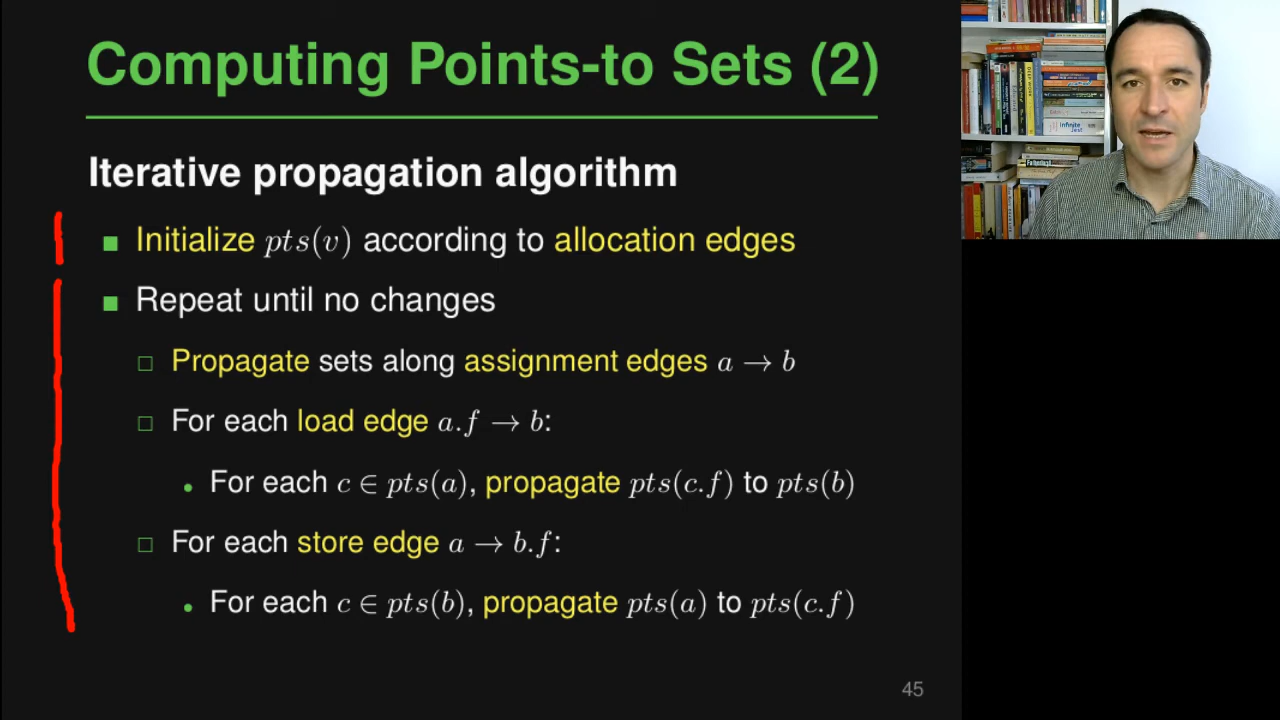 Computing Points-to Sets (2)
Iterative propagation algorithm
Initialize pts(v) according to allocation edges
Repeat until no changes
Propagate sets along assignment edges a → b
For each load edge a.f → b:
For each c ∈ pts(a), propagate pts(c.f) to pts(b)
For each store edge a → b.f:
For each c ∈ pts(b), propagate pts(a) to pts(c.f)
45
Infinite Jest